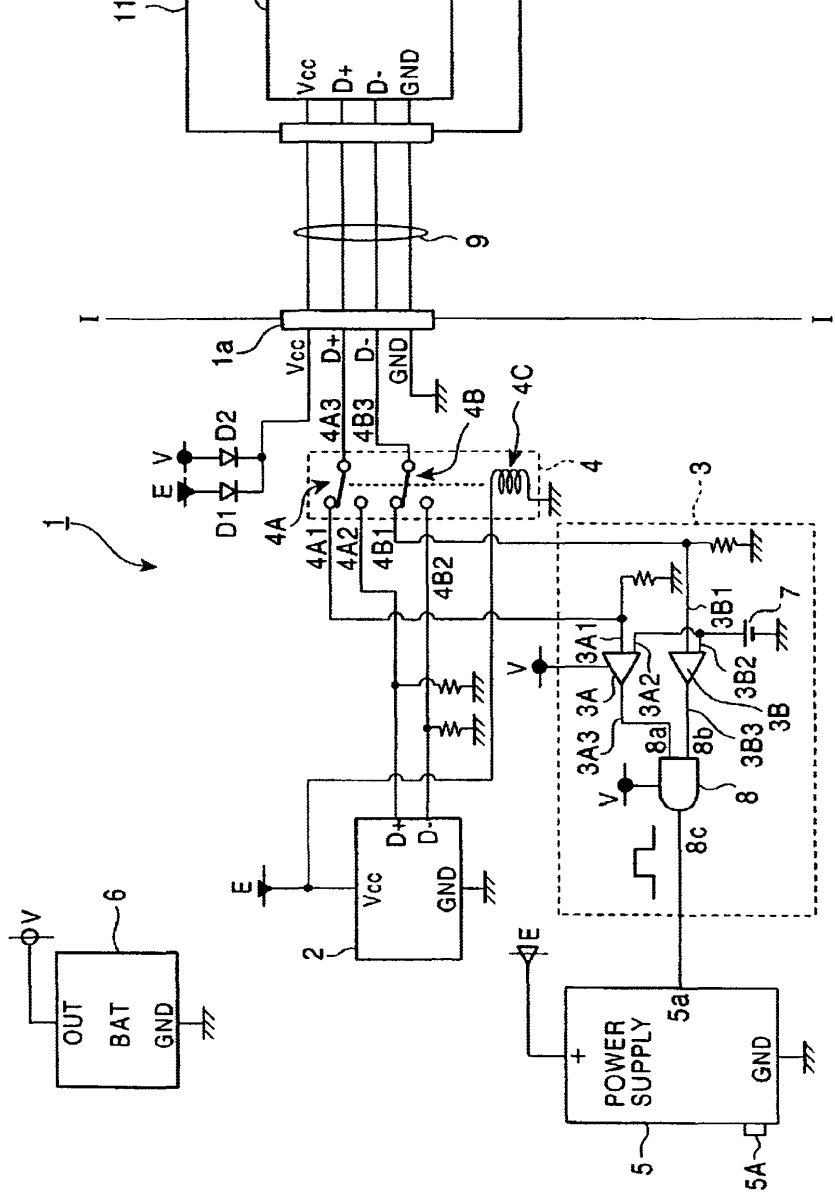 11
Vcc
D+
D-
GND
9
I
I
1a
Vcc
D+
D-
GND
E
V
D1
D2
1
4A3
4B3
4B
4C
4A
4
4A1
4A2
4B1
4B2
3
V
3A1
3A2
3A
3A3
3B1
3B2
3B
3B3
7
V
8a
8b
8
8c
E
Vcc
D+
D-
GND
2
V
6
OUT
BAT
GND
E
+
POWER
SUPPLY
5a
GND
5
5A